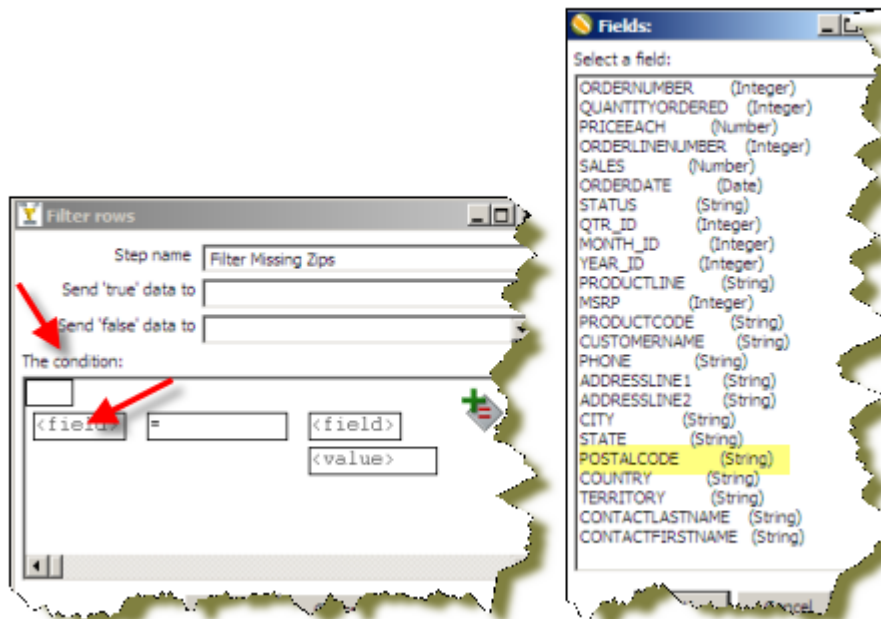 Filter rows
Step name Filter Missing Zips
Send 'true' data to
Send 'false' data to
The condition:
<field> = <field>
<value>
Fields:
Select a field:
ORDERNUMBER (Integer)
QUANTITYORDERED (Integer)
PRICEEACH (Number)
ORDERLINENUMBER (Integer)
SALES (Number)
ORDERDATE (Date)
STATUS (String)
QTR_ID (Integer)
MONTH_ID (Integer)
YEAR_ID (Integer)
PRODUCTLINE (String)
MSRP (Integer)
PRODUCTCODE (String)
CUSTOMERNAME (String)
PHONE (String)
ADDRESSLINE1 (String)
ADDRESSLINE2 (String)
CITY (String)
STATE (String)
POSTALCODE (String)
COUNTRY (String)
TERRITORY (String)
CONTACTLASTNAME (String)
CONTACTFIRSTNAME (String)
Cancel